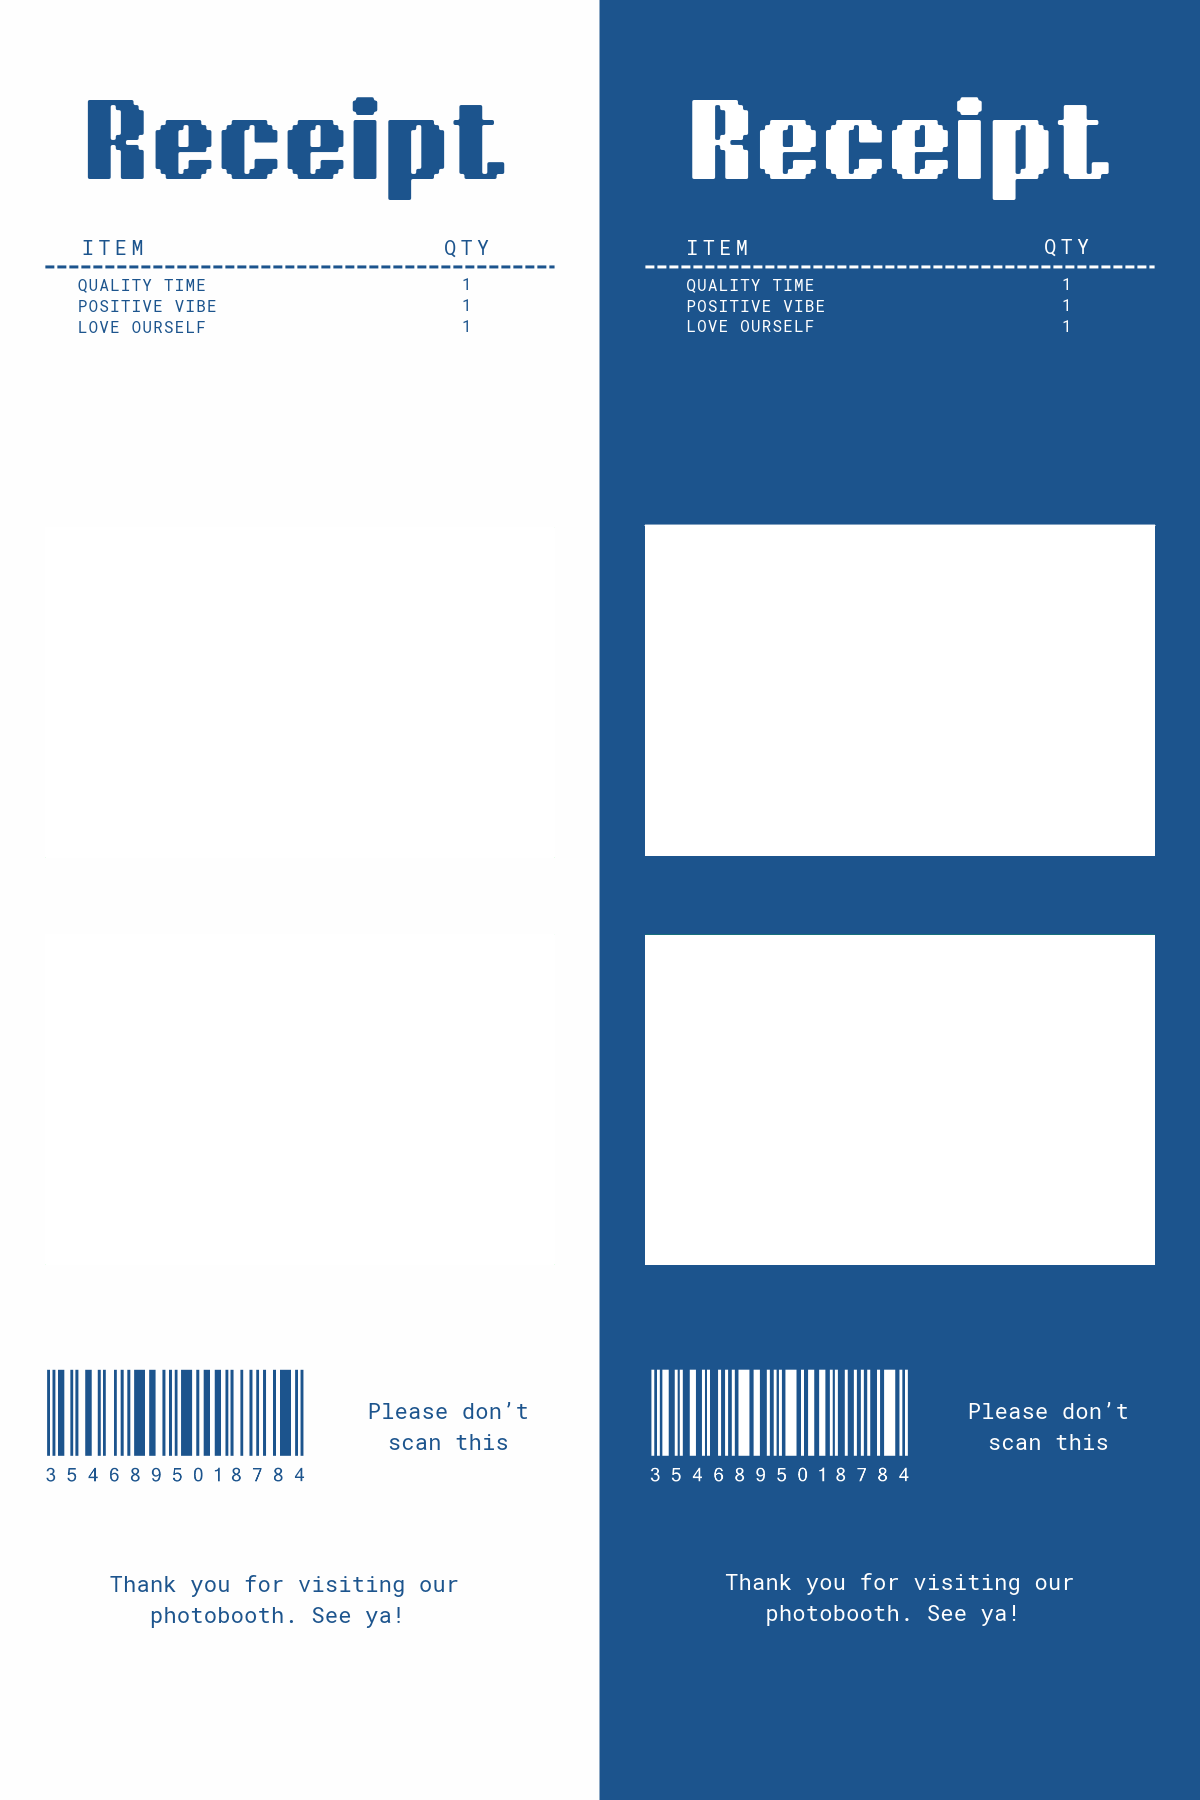 Receipt
ITEM QTY
QUALITY TIME 1
POSITIVE VIBE 1
LOVE OURSELF 1
Please don't
scan this
3546895018784
Thank you for visiting our
photobooth. See ya!
Receipt
ITEM QTY
QUALITY TIME 1
POSITIVE VIBE 1
LOVE OURSELF 1
Please don't
scan this
3546895018784
Thank you for visiting our
photobooth. See ya!